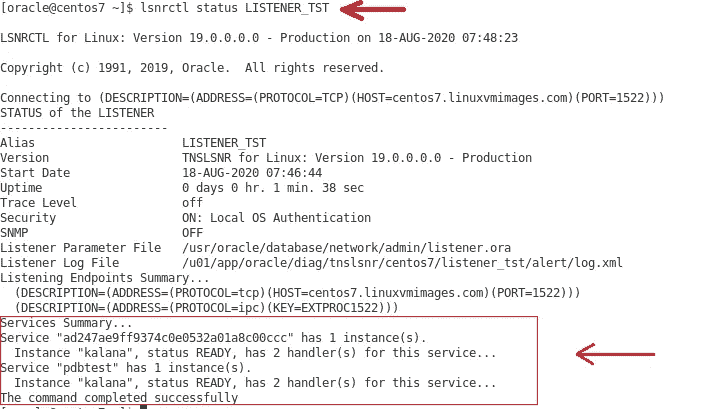 [oracle@centos7 ~]$ lsnrctl status LISTENER_TST
LSNRCTL for Linux: Version 19.0.0.0.0 - Production on 18-AUG-2020 07:48:23
Copyright (c) 1991, 2019, Oracle.  All rights reserved.
Connecting to (DESCRIPTION=(ADDRESS=(PROTOCOL=TCP)(HOST=centos7.linuxvmimages.com)(PORT=1522)))
STATUS of the LISTENER
------------------------
Alias                     LISTENER_TST
Version                   TNSLSNR for Linux: Version 19.0.0.0.0 - Production
Start Date                18-AUG-2020 07:46:44
Uptime                    0 days 0 hr. 1 min. 38 sec
Trace Level               off
Security                  ON: Local OS Authentication
SNMP                      OFF
Listener Parameter File   /usr/oracle/database/network/admin/listener.ora
Listener Log File         /u01/app/oracle/diag/tnslsnr/centos7/listener_tst/alert/log.xml
Listening Endpoints Summary...
  (DESCRIPTION=(ADDRESS=(PROTOCOL=tcp)(HOST=centos7.linuxvmimages.com)(PORT=1522)))
  (DESCRIPTION=(ADDRESS=(PROTOCOL=ipc)(KEY=EXTPROC1522)))
Services Summary...
Service "ad247ae9ff9374c0e0532a01a8c00ccc" has 1 instance(s).
  Instance "kalana", status READY, has 2 handler(s) for this service...
Service "pdbtest" has 1 instance(s).
  Instance "kalana", status READY, has 2 handler(s) for this service...
The command completed successfully